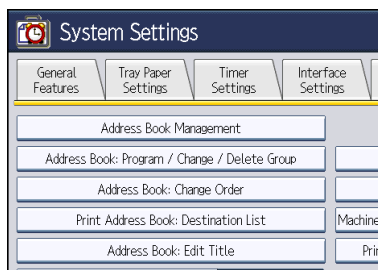 System Settings
General Features
Tray Paper Settings
Timer Settings
Interface Settings
Address Book Management
Address Book: Program / Change / Delete Group
Address Book: Change Order
Print Address Book: Destination List
Machine
Address Book: Edit Title